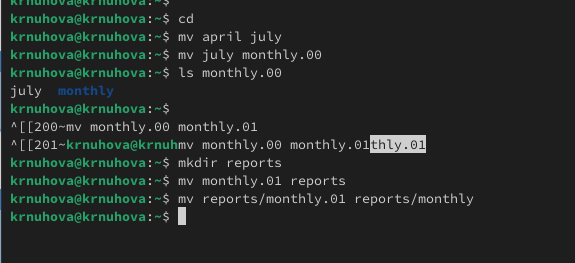 krnuhova@krnuhova:~$
krnuhova@krnuhova:~$ cd
krnuhova@krnuhova:~$ mv april july
krnuhova@krnuhova:~$ mv july monthly.00
krnuhova@krnuhova:~$ ls monthly.00
july  monthly
krnuhova@krnuhova:~$
^[[200~mv monthly.00 monthly.01
^[[201~krnuhova@krnuhmv monthly.00 monthly.01thly.01
krnuhova@krnuhova:~$ mkdir reports
krnuhova@krnuhova:~$ mv monthly.01 reports
krnuhova@krnuhova:~$ mv reports/monthly.01 reports/monthly
krnuhova@krnuhova:~$